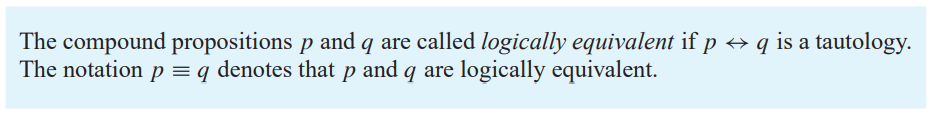 The compound propositions p and q are called logically equivalent if p ↔ q is a tautology.
The notation p ≡ q denotes that p and q are logically equivalent.